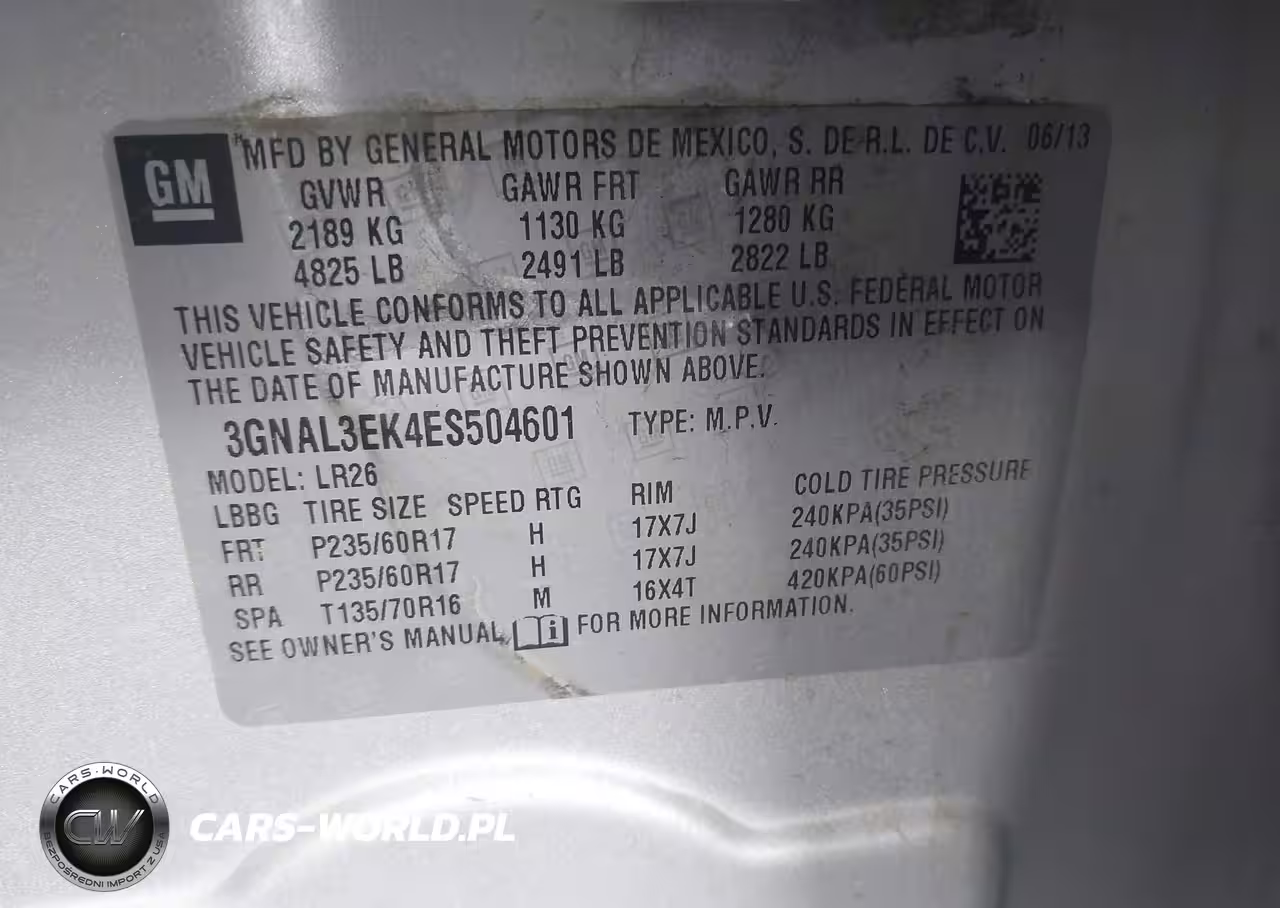 GM
MFD BY GENERAL MOTORS DE MEXICO, S. DE R.L. DE C.V. 06/13
GVWR GAWR FRT GAWR RR
2189 KG 1130 KG 1280 KG
4825 LB 2491 LB 2822 LB
THIS VEHICLE CONFORMS TO ALL APPLICABLE U.S. FEDERAL MOTOR
VEHICLE SAFETY AND THEFT PREVENTION STANDARDS IN EFFECT ON
THE DATE OF MANUFACTURE SHOWN ABOVE.
3GNAL3EK4ES504601 TYPE: M.P.V.
MODEL: LR26
LBBG TIRE SIZE SPEED RTG RIM COLD TIRE PRESSURE
FRT P235/60R17 H 17X7J 240KPA(35PSI)
RR P235/60R17 H 17X7J 240KPA(35PSI)
SPA T135/70R16 M 16X4T 420KPA(60PSI)
SEE OWNER'S MANUAL i FOR MORE INFORMATION.
CARS-WORLD
CW
BEZPOŚREDNI IMPORT Z USA
CARS-WORLD.PL